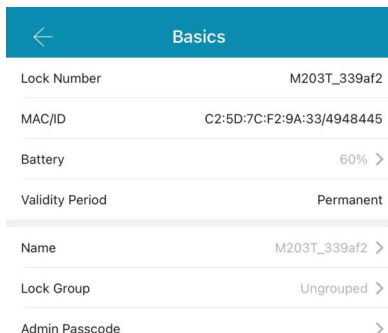 Basics
Lock Number M203T_339af2
MAC/ID C2:5D:7C:F2:9A:33/4948445
Battery 60%
Validity Period Permanent
Name M203T_339af2
Lock Group Ungrouped
Admin Passcode